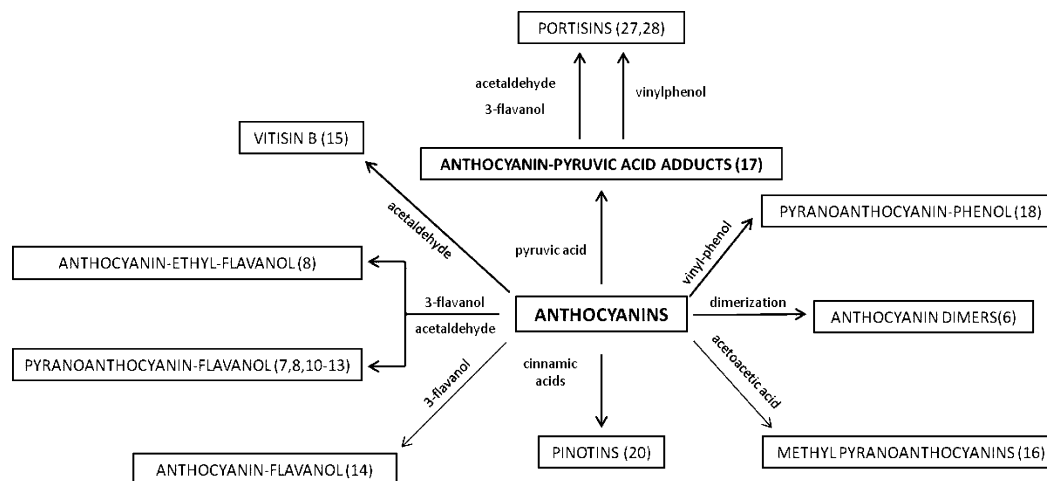 PORTISINS (27,28)
acetaldehyde
3-flavanol
vinylphenol
VITISIN B (15)
ANTHOCYANIN-PYRUVIC ACID ADDUCTS (17)
acetaldehyde
pyruvic acid
vinyl-phenol
PYRANOANTHOCYANIN-PHENOL (18)
ANTHOCYANIN-ETHYL-FLAVANOL (8)
3-flavanol
acetaldehyde
ANTHOCYANINS
dimerization
ANTHOCYANIN DIMERS(6)
PYRANOANTHOCYANIN-FLAVANOL (7,8,10-13)
3-flavanol
cinnamic
acids
acetoacetic acid
ANTHOCYANIN-FLAVANOL (14)
PINOTINS (20)
METHYL PYRANOANTHOCYANINS (16)